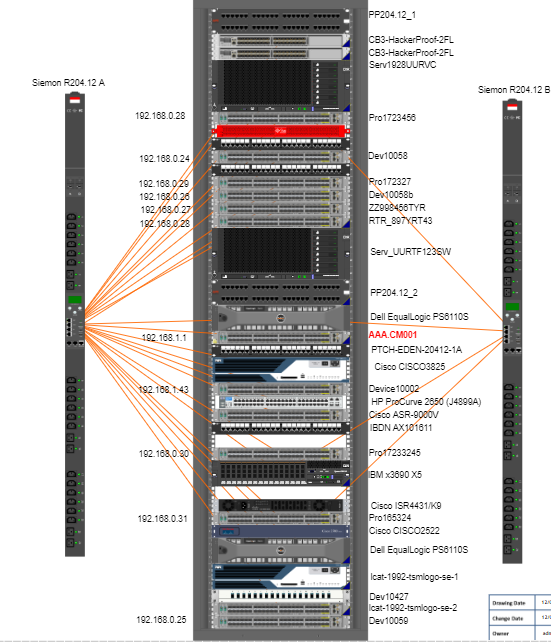 PP204.12_1
CB3-HackerProof-2FL
CB3-HackerProof-2FL
Serv1928UURVC
Siemon R204.12 A
Siemon R204.12 B
192.168.0.28
Pro1723456
192.168.0.24
Dev10058
192.168.0.29
Pro172327
192.168.0.26
Dev10058b
192.168.0.27
ZZ998456TYR
192.168.0.28
RTR_897YRT43
Serv_UURTF123SW
PP204.12_2
Dell EqualLogic PS6110S
192.168.1.1
AAA.CM001
PTCH-EDEN-20412-1A
Cisco CISCO3825
192.168.1.43
Device10002
HP ProCurve 2650 (J4899A)
Cisco ASR-9000V
IBDN AX101611
192.168.0.30
Pro17233245
IBM x3690 X5
Cisco ISR4431/K9
192.168.0.31
Pro165324
Cisco CISCO2522
Dell EqualLogic PS6110S
Icat-1992-tsmlogo-se-1
Dev10427
Icat-1992-tsmlogo-se-2
192.168.0.25
Dev10059
Drawing Date
Change Date
Owner